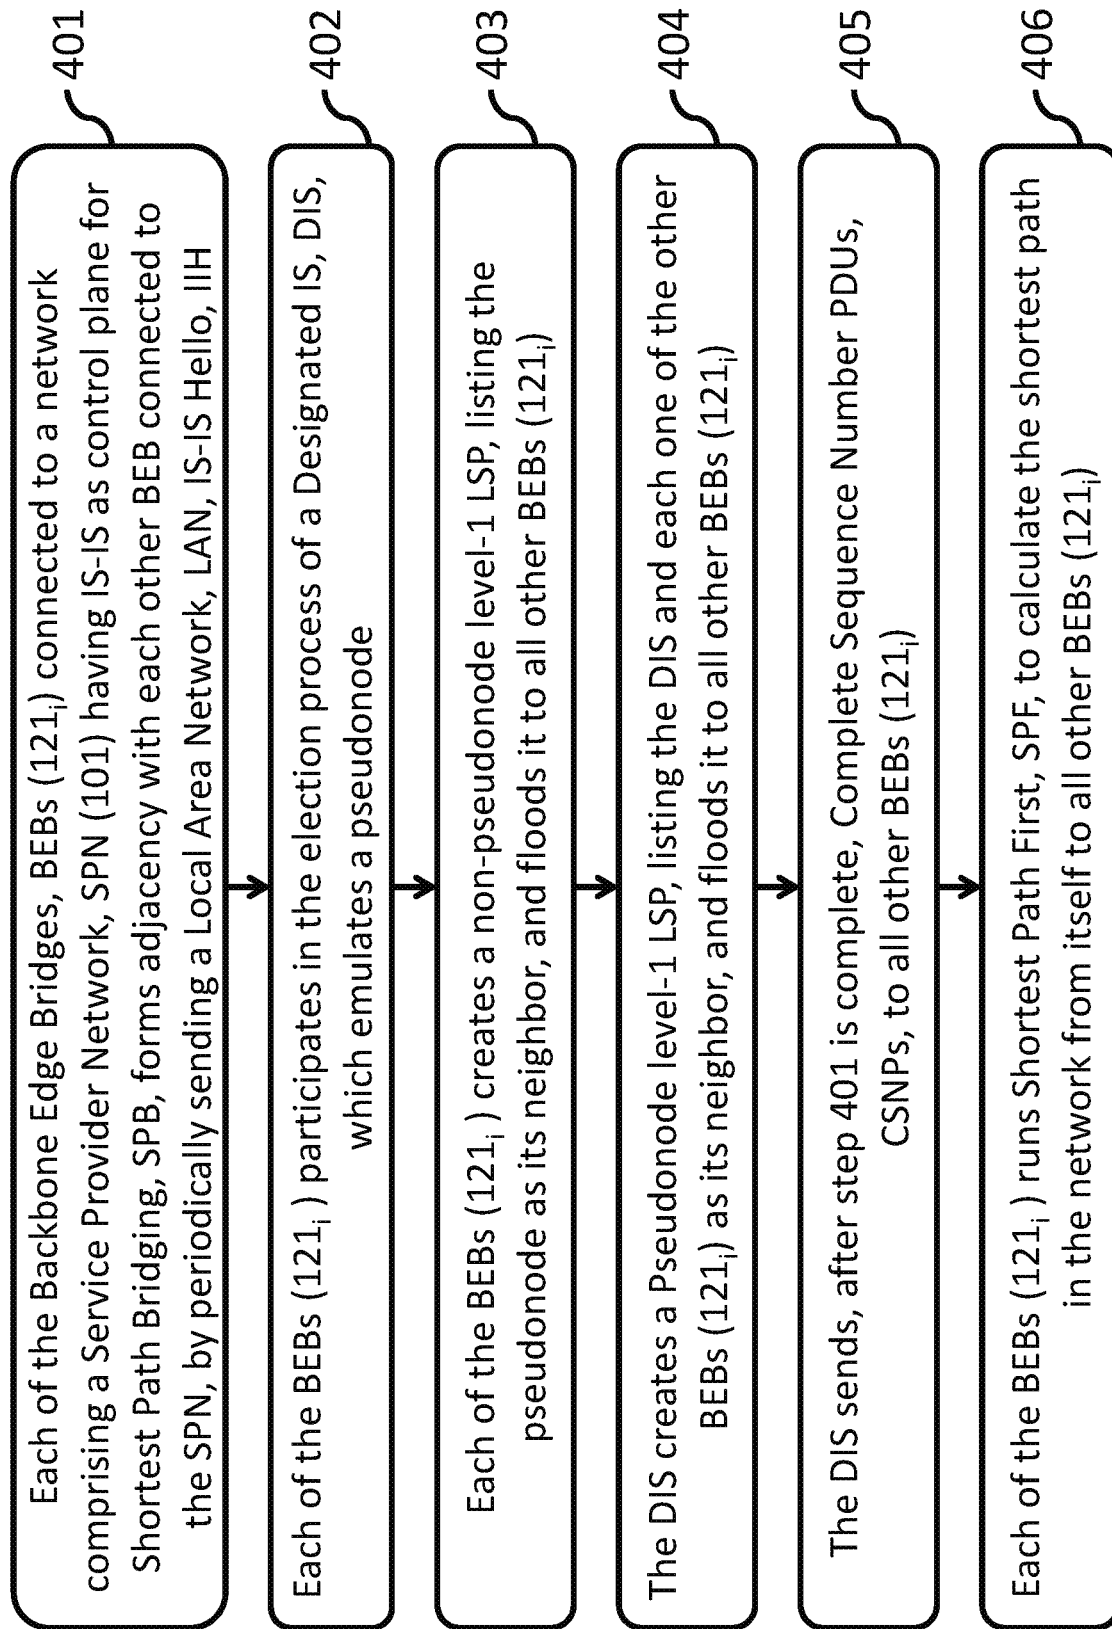 Each of the Backbone Edge Bridges, BEBs (121i) connected to a network
comprising a Service Provider Network, SPN (101) having IS-IS as control plane for
Shortest Path Bridging, SPB, forms adjacency with each other BEB connected to
the SPN, by periodically sending a Local Area Network, LAN, IS-IS Hello, IIH
401
Each of the BEBs (121i ) participates in the election process of a Designated IS, DIS,
which emulates a pseudonode
402
Each of the BEBs (121i ) creates a non-pseudonode level-1 LSP, listing the
pseudonode as its neighbor, and floods it to all other BEBs (121i)
403
The DIS creates a Pseudonode level-1 LSP, listing the DIS and each one of the other
BEBs (121i) as its neighbor, and floods it to all other BEBs (121i)
404
The DIS sends, after step 401 is complete, Complete Sequence Number PDUs,
CSNPs, to all other BEBs (121i)
405
Each of the BEBs (121i ) runs Shortest Path First, SPF, to calculate the shortest path
in the network from itself to all other BEBs (121i)
406